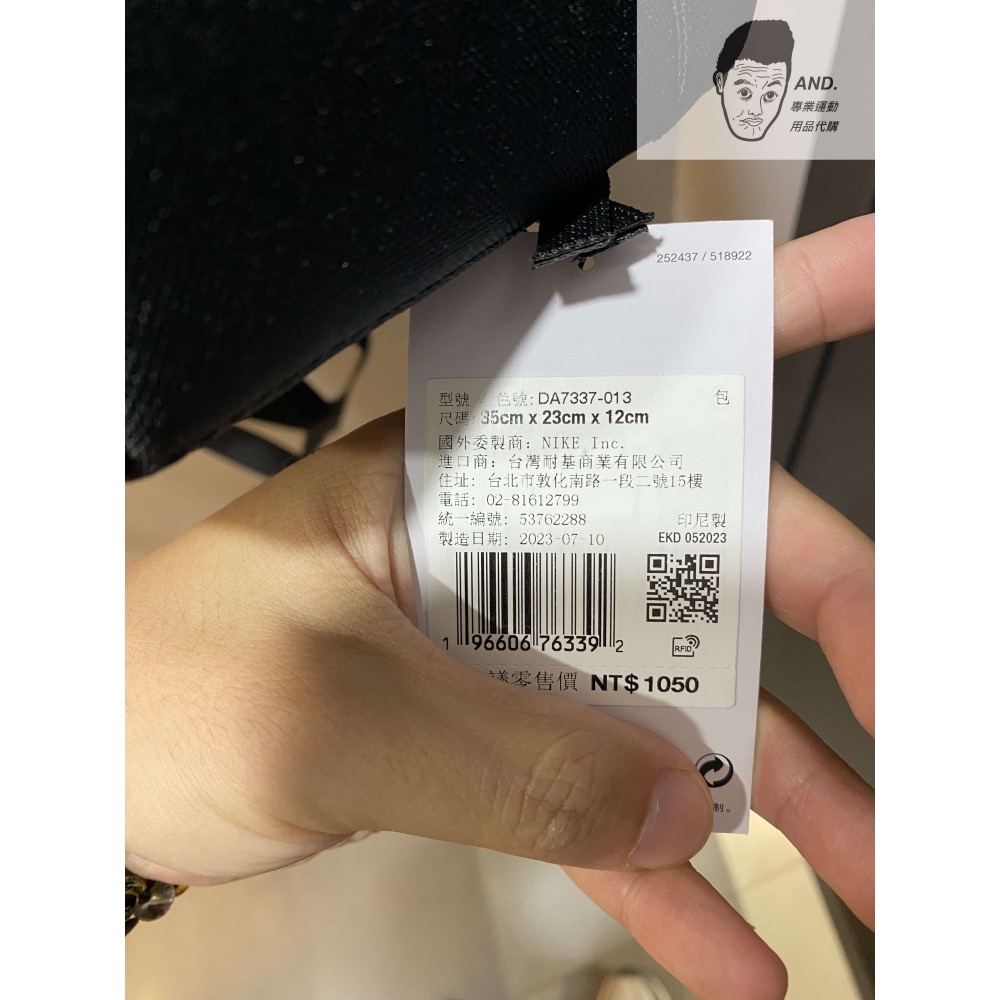 AND.
專業運動
用品代購
252437 / 518922
型號 / 色號: DA7337-013 包
尺碼: 35cm x 23cm x 12cm
國外委製商: NIKE Inc.
進口商: 台灣耐基商業有限公司
住址: 台北市敦化南路一段二號15樓
電話: 02-81612799
統一編號: 53762288 印尼製
製造日期: 2023-07-10 EKD 052023
1 96606 76339 2
RFID
議零售價 NT$1050
制。